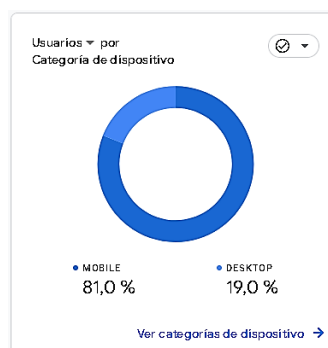 Usuarios por
Categoría de dispositivo
MOBILE
81,0 %
DESKTOP
19,0 %
Ver categorías de dispositivo